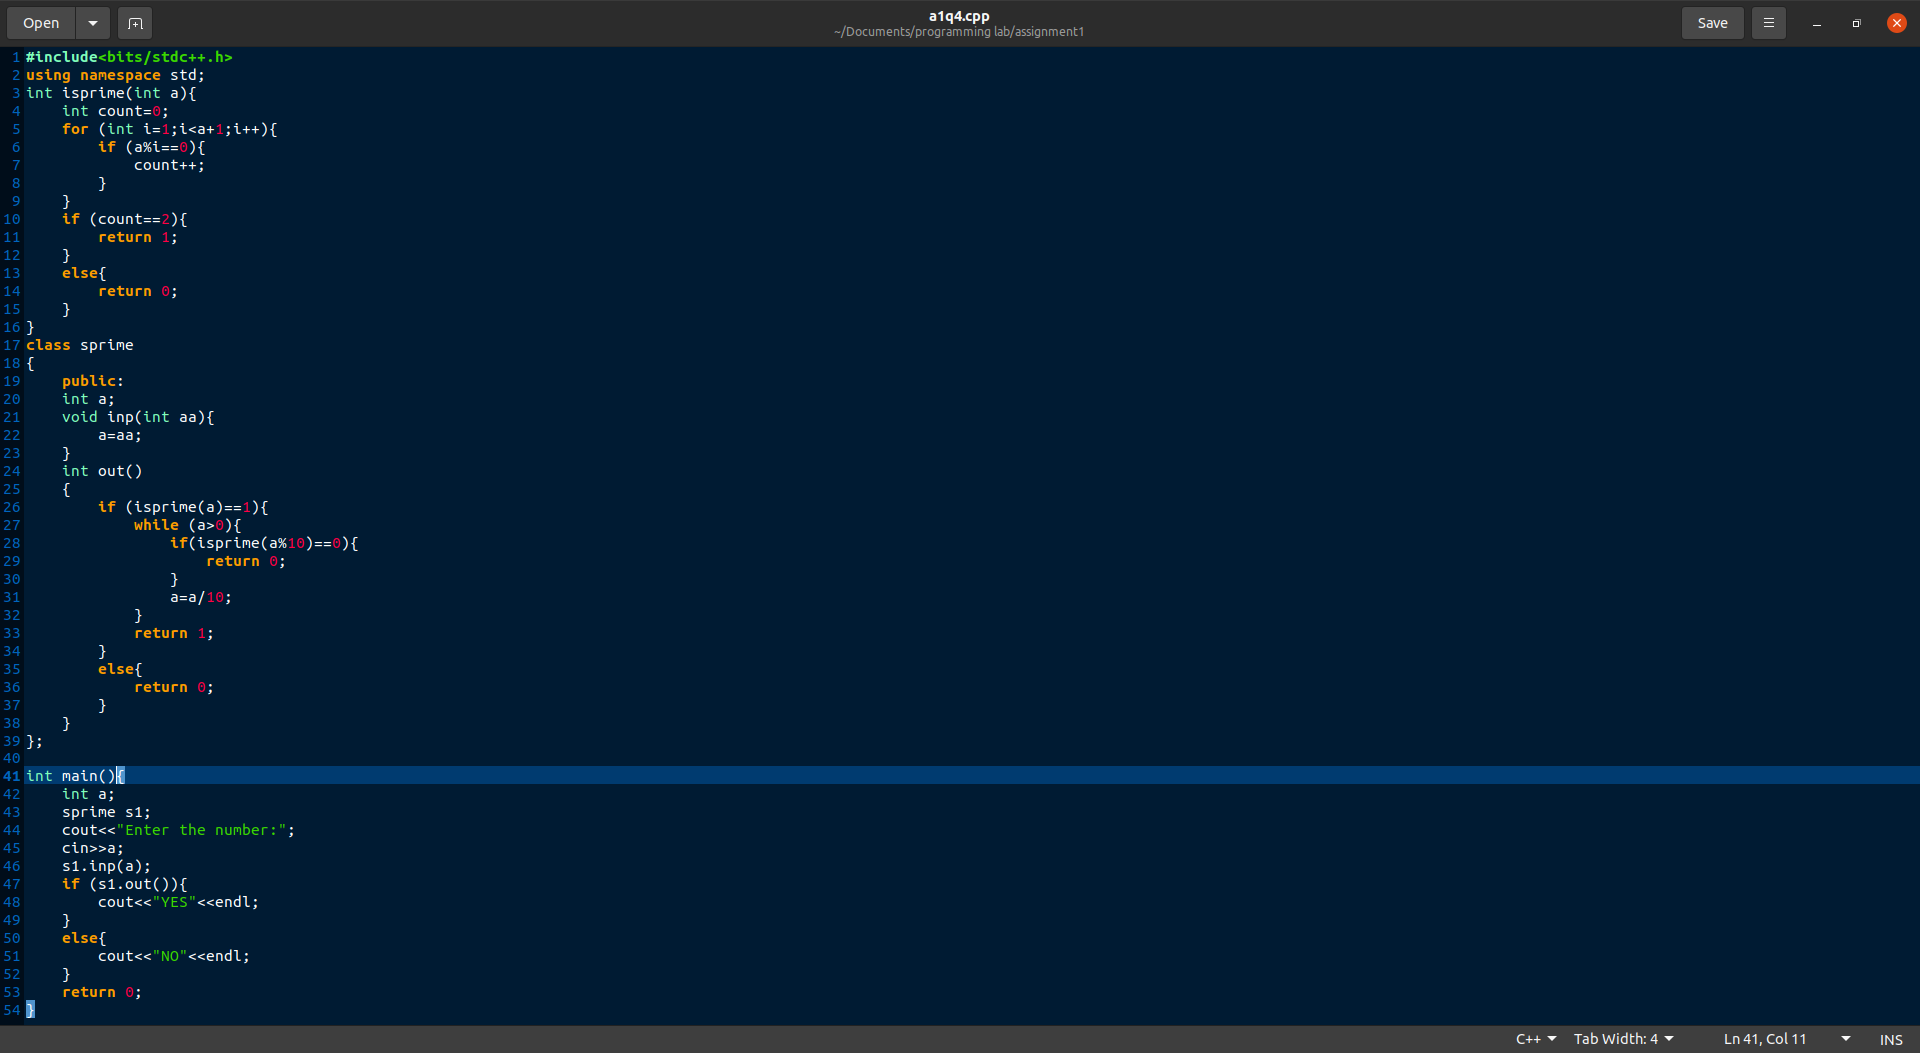 Open
a1q4.cpp
~/Documents/programming lab/assignment1
Save
1 #include<bits/stdc++.h>
2 using namespace std;
3 int isprime(int a){
4     int count=0;
5     for (int i=1;i<a+1;i++){
6         if (a%i==0){
7             count++;
8         }
9     }
10     if (count==2){
11         return 1;
12     }
13     else{
14         return 0;
15     }
16 }
17 class sprime
18 {
19     public:
20     int a;
21     void inp(int aa){
22         a=aa;
23     }
24     int out()
25     {
26         if (isprime(a)==1){
27             while (a>0){
28                 if(isprime(a%10)==0){
29                     return 0;
30                 }
31                 a=a/10;
32             }
33             return 1;
34         }
35         else{
36             return 0;
37         }
38     }
39 };
40
41 int main(){
42     int a;
43     sprime s1;
44     cout<<"Enter the number:";
45     cin>>a;
46     s1.inp(a);
47     if (s1.out()){
48         cout<<"YES"<<endl;
49     }
50     else{
51         cout<<"NO"<<endl;
52     }
53     return 0;
54 }
C++ Tab Width: 4 Ln 41, Col 11 INS